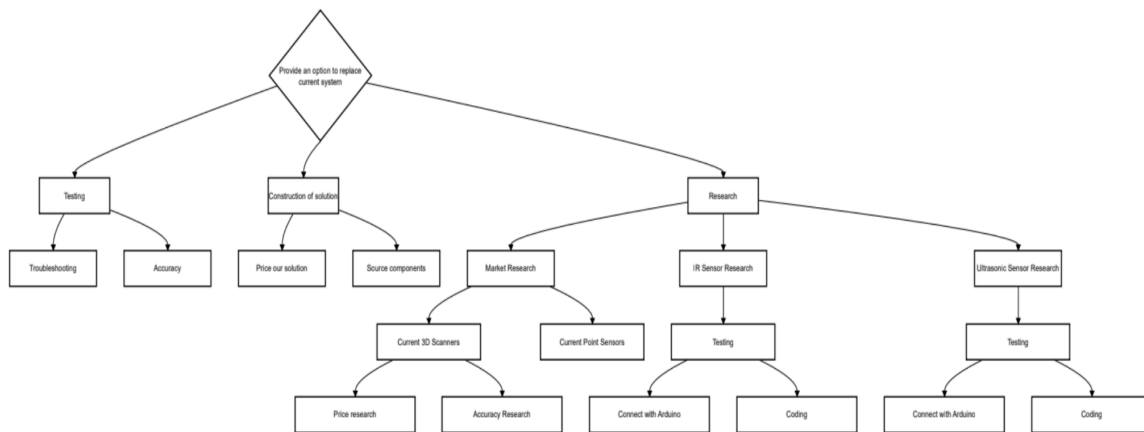 Provide an option to replace
current system
Testing
Construction of solution
Research
Troubleshooting
Accuracy
Price our solution
Source components
Market Research
IR Sensor Research
Ultrasonic Sensor Research
Current 3D Scanners
Current Point Sensors
Testing
Testing
Price research
Accuracy Research
Connect with Arduino
Coding
Connect with Arduino
Coding